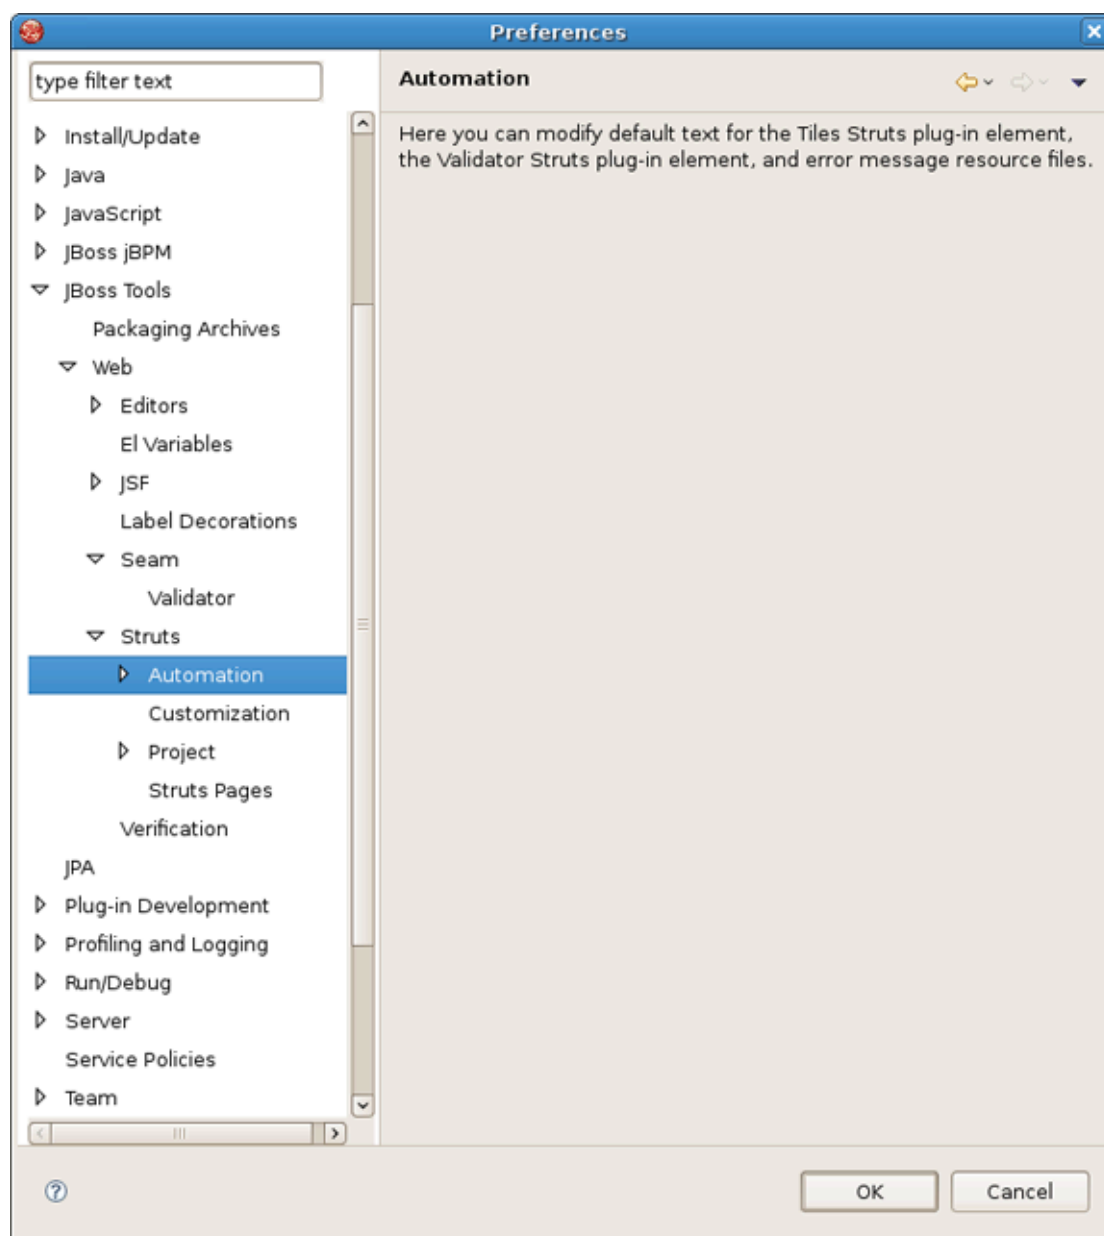 Preferences
type filter text
Install/Update
Java
JavaScript
JBoss jBPM
JBoss Tools
Packaging Archives
Web
Editors
El Variables
JSF
Label Decorations
Seam
Validator
Struts
Automation
Customization
Project
Struts Pages
Verification
JPA
Plug-in Development
Profiling and Logging
Run/Debug
Server
Service Policies
Team
Automation
Here you can modify default text for the Tiles Struts plug-in element,
the Validator Struts plug-in element, and error message resource files.
OK
Cancel